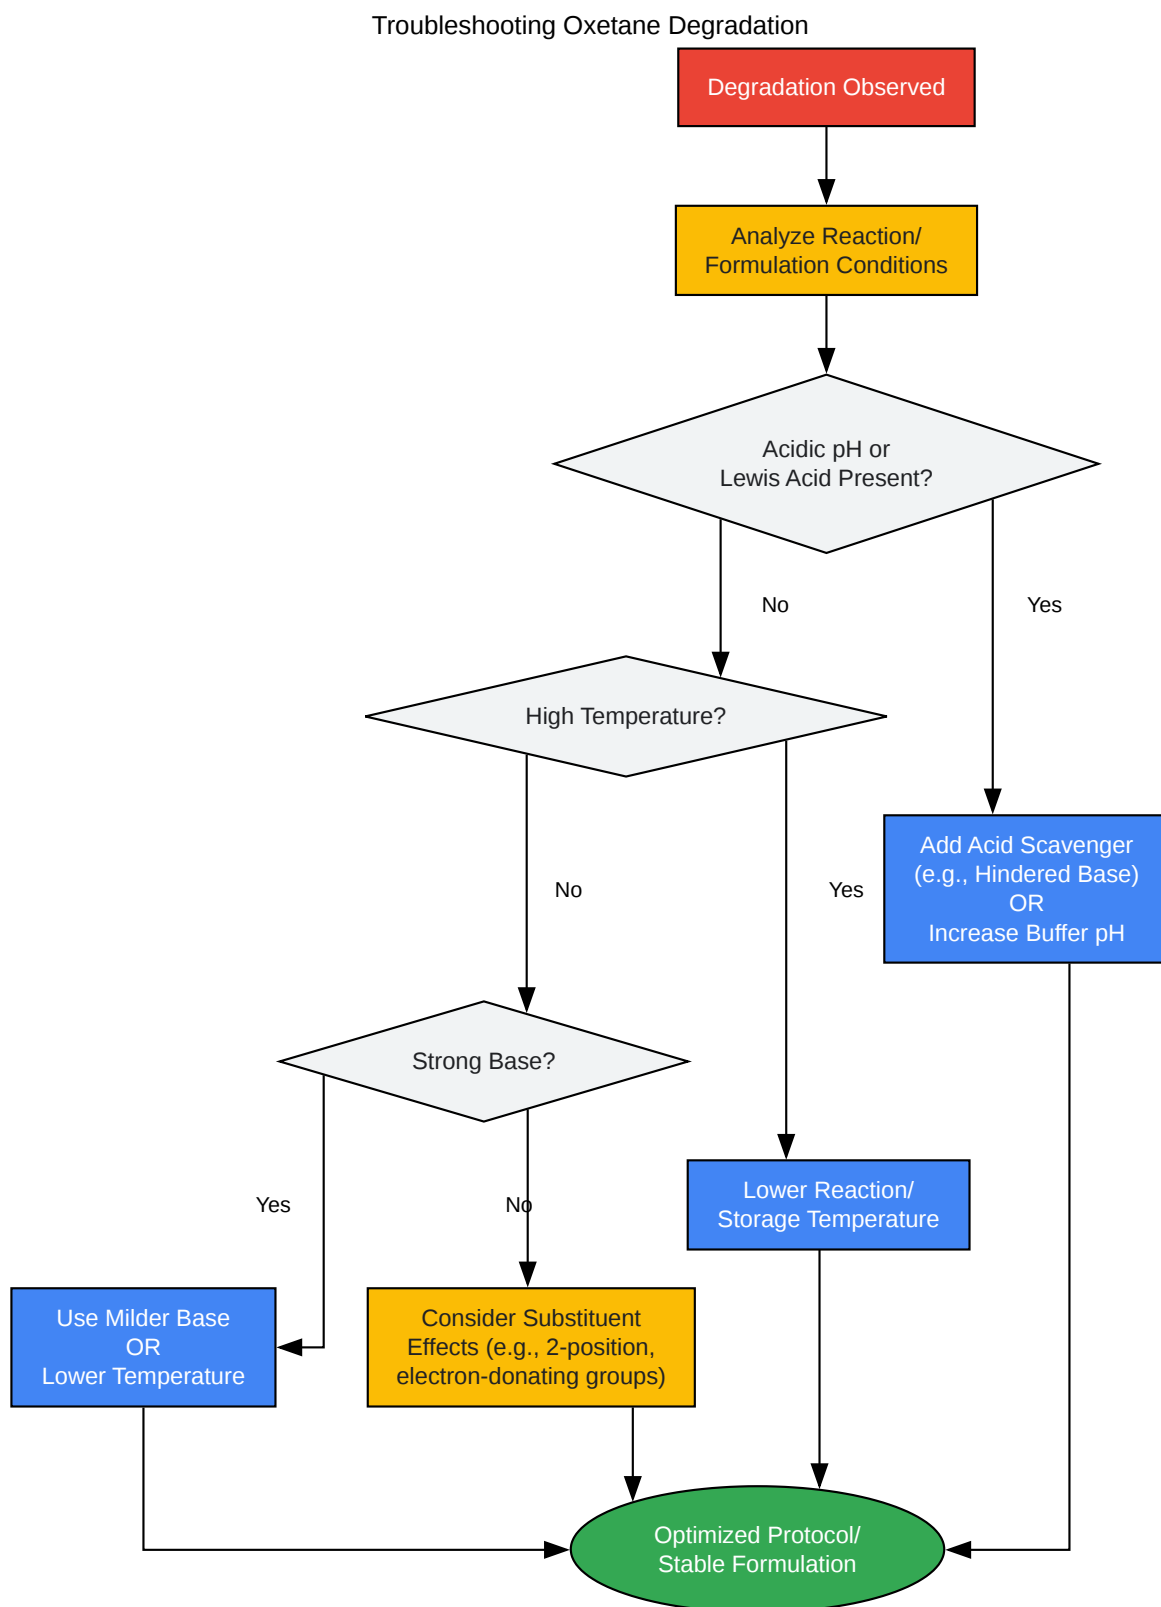 Troubleshooting Oxetane Degradation
Degradation Observed
Analyze Reaction/
Formulation Conditions
Acidic pH or
Lewis Acid Present?
No
Yes
High Temperature?
Add Acid Scavenger
(e.g., Hindered Base)
OR
Increase Buffer pH
No
Yes
Strong Base?
Lower Reaction/
Storage Temperature
Yes
No
Use Milder Base
OR
Lower Temperature
Consider Substituent
Effects (e.g., 2-position,
electron-donating groups)
Optimized Protocol/
Stable Formulation